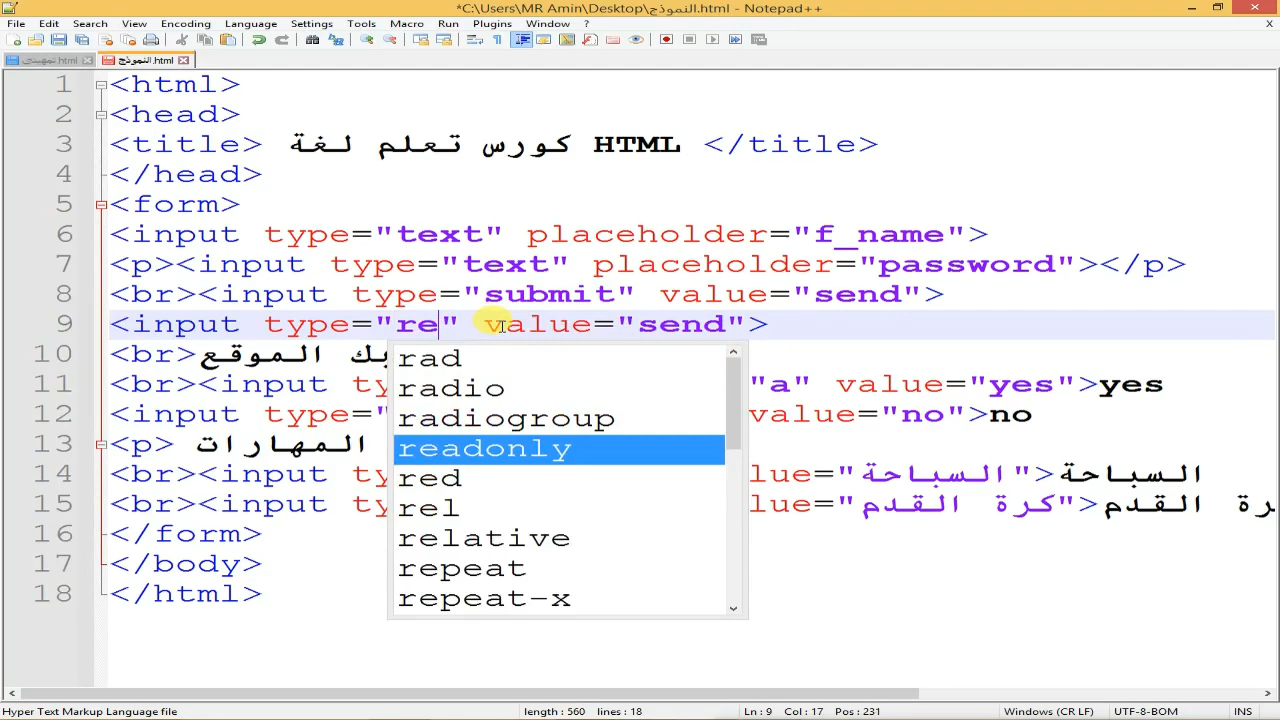 *C:\Users\MR Amin\Desktop\النموذج.html - Notepad++
File Edit Search View Encoding Language Settings Tools Macro Run Plugins Window ?
تمهيدى.html النموذج.html
1 <html>
2 <head>
3 <title> كورس تعلم لغة HTML </title>
4 </head>
5 <form>
6 <input type="text" placeholder="f_name">
7 <p><input type="text" placeholder="password"></p>
8 <br><input type="submit" value="send">
9 <input type="re" value="send">
10 <br>يك الموقع
11 <br><input ty "a" value="yes">yes
12 <input type=" value="no">no
13 <p> المهارات
14 <br><input ty lue="السباحة">السباحة
15 <br><input ty lue="كرة القدم">رة القدم
16 </form>
17 </body>
18 </html>
rad
radio
radiogroup
readonly
red
rel
relative
repeat
repeat-x
Hyper Text Markup Language file length : 560 lines : 18 Ln : 9 Col : 17 Pos : 231 Windows (CR LF) UTF-8-BOM INS